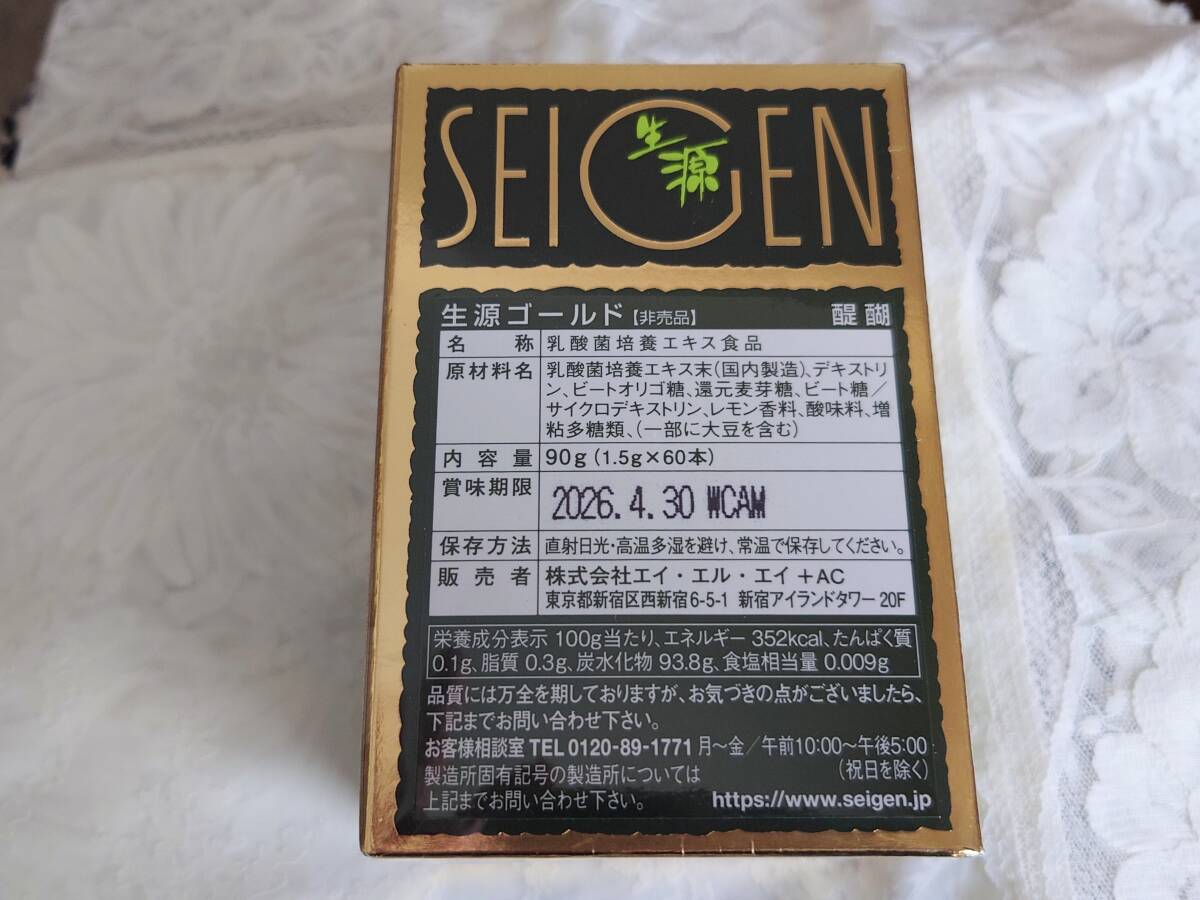 SEIGEN
生源
生源ゴールド【非売品】 醍醐
名称 乳酸菌培養エキス食品
原材料名 乳酸菌培養エキス末(国内製造)、デキストリ
ン、ビートオリゴ糖、還元麦芽糖、ビート糖/
サイクロデキストリン、レモン香料、酸味料、増
粘多糖類、(一部に大豆を含む)
内容量 90g(1.5g×60本)
賞味期限 2026.4.30 WCAM
保存方法 直射日光・高温多湿を避け、常温で保存してください。
販売者 株式会社エイ・エル・エイ+AC
東京都新宿区西新宿6-5-1 新宿アイランドタワー 20F
栄養成分表示 100g当たり、エネルギー 352kcal、たんぱく質
0.1g、脂質 0.3g、炭水化物 93.8g、食塩相当量 0.009g
品質には万全を期しておりますが、お気づきの点がございましたら、
下記までお問い合わせ下さい。
お客様相談室 TEL 0120-89-1771 月~金/午前10:00~午後5:00
(祝日を除く)
製造所固有記号の製造所については
上記までお問い合わせ下さい。 https://www.seigen.jp